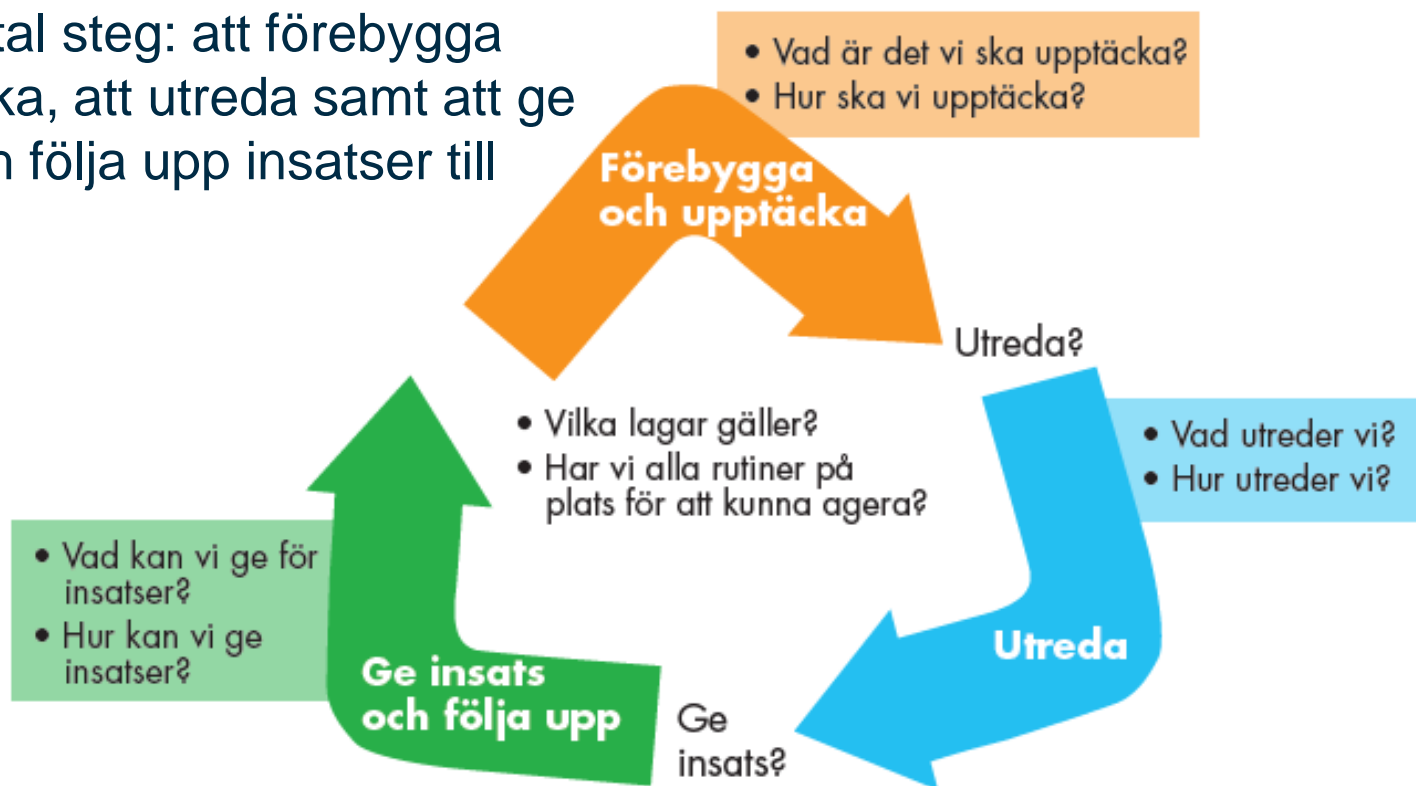 tal steg: att förebygga
ka, att utreda samt att ge
följa upp insatser till
• Vad är det vi ska upptäcka?
• Hur ska vi upptäcka?
Förebygga
och upptäcka
Utreda?
• Vilka lagar gäller?
• Har vi alla rutiner på
plats för att kunna agera?
• Vad utreder vi?
• Hur utreder vi?
• Vad kan vi ge för
insatser?
• Hur kan vi ge
insatser?
Utreda
Ge insats
och följa upp
Ge
insats?